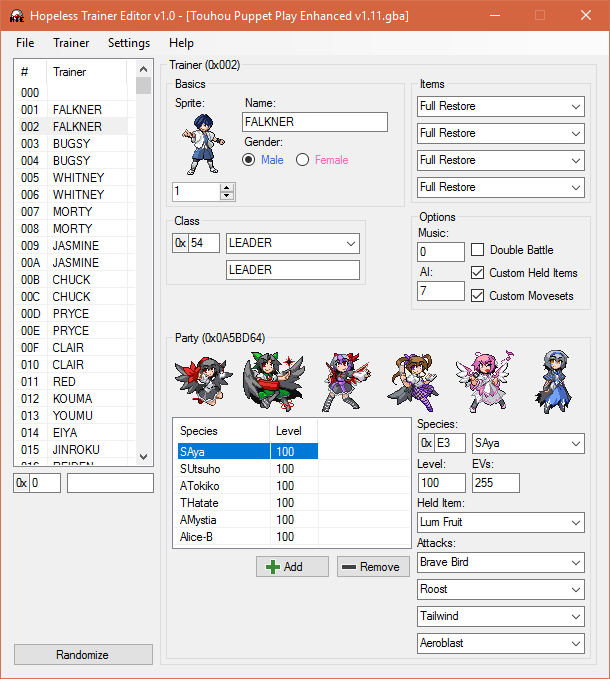 Hopeless Trainer Editor v1.0 - [Touhou Puppet Play Enhanced v1.11.gba]
File Trainer Settings Help
# Trainer
000
001 FALKNER
002 FALKNER
003 BUGSY
004 BUGSY
005 WHITNEY
006 WHITNEY
007 MORTY
008 MORTY
009 JASMINE
00A JASMINE
00B CHUCK
00C CHUCK
00D PRYCE
00E PRYCE
00F CLAIR
010 CLAIR
011 RED
012 KOUMA
013 YOUMU
014 EIYA
015 JINROKU
016 REIDEN
0x 0
Randomize
Trainer (0x002)
Basics
Sprite:
1
Name:
FALKNER
Gender:
Male Female
Items
Full Restore
Full Restore
Full Restore
Full Restore
Class
0x 54 LEADER
LEADER
Options
Music:
0 Double Battle
AI: Custom Held Items
7 Custom Movesets
Party (0x0A5BD64)
Species Level
SAya 100
SUtsuho 100
ATokiko 100
THatate 100
AMystia 100
Alice-B 100
Add Remove
Species:
0x E3 SAya
Level: EVs:
100 255
Held Item:
Lum Fruit
Attacks:
Brave Bird
Roost
Tailwind
Aeroblast